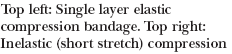 Top left: Single layer elastic
compression bandage. Top right:
Inelastic (short stretch) compression